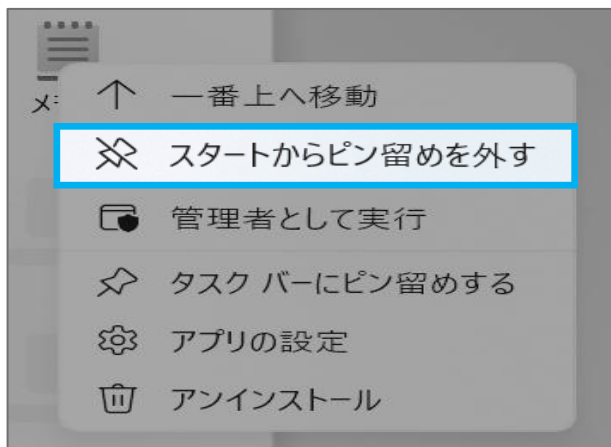 メ
一番上へ移動
スタートからピン留めを外す
管理者として実行
タスク バーにピン留めする
アプリの設定
アンインストール